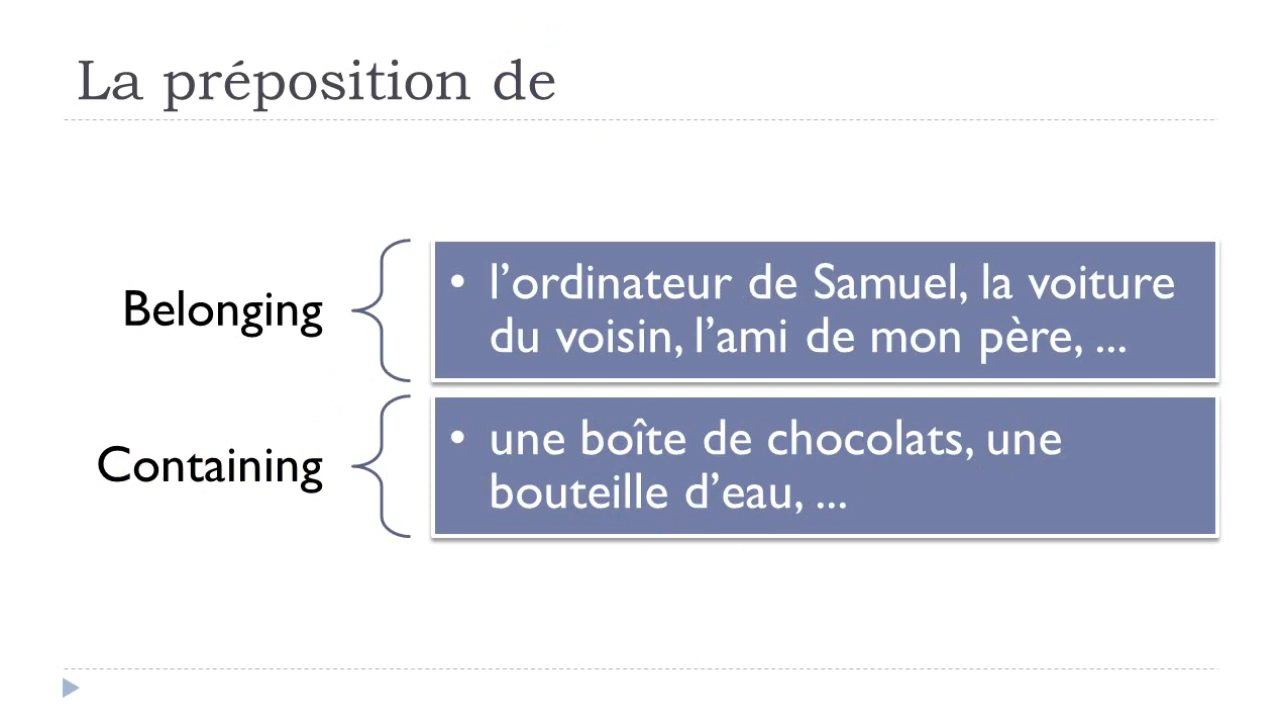 La préposition de
Belonging
• l’ordinateur de Samuel, la voiture
du voisin, l’ami de mon père, ...
Containing
• une boîte de chocolats, une
bouteille d’eau, ...